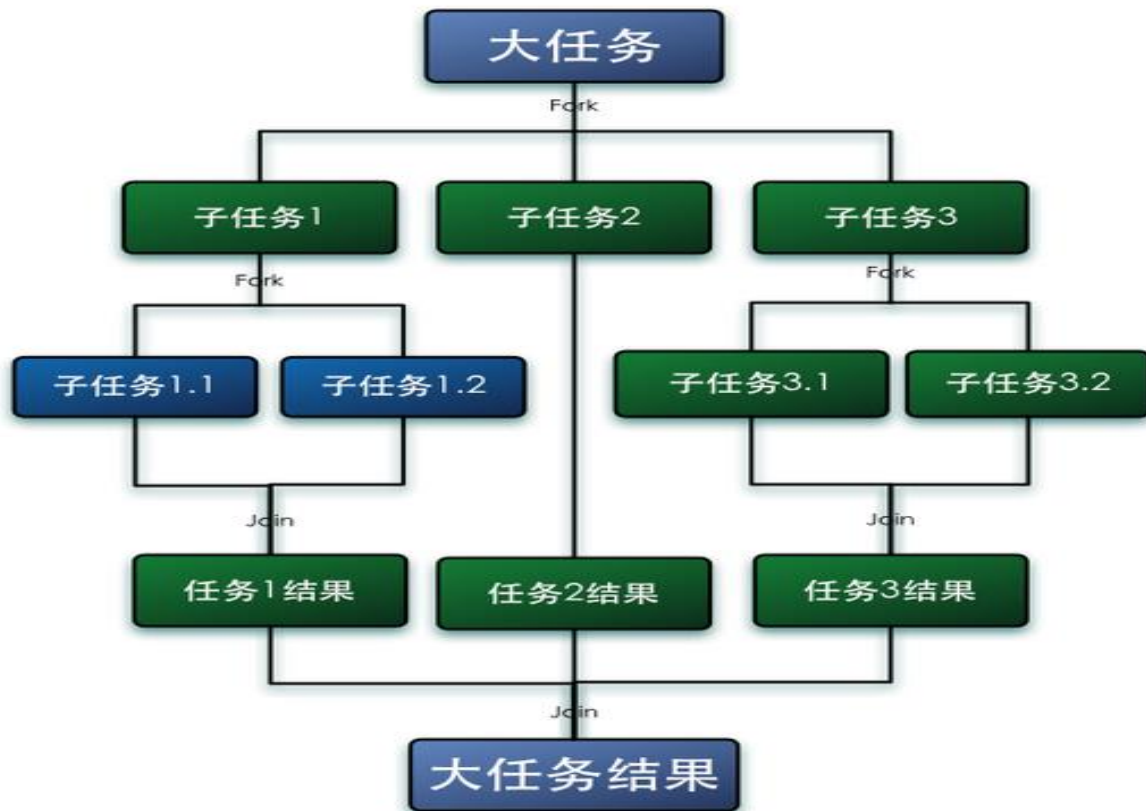 大任务
Fork
子任务1
子任务2
子任务3
Fork
Fork
子任务1.1
子任务1.2
子任务3.1
子任务3.2
Join
Join
任务1结果
任务2结果
任务3结果
Join
大任务结果